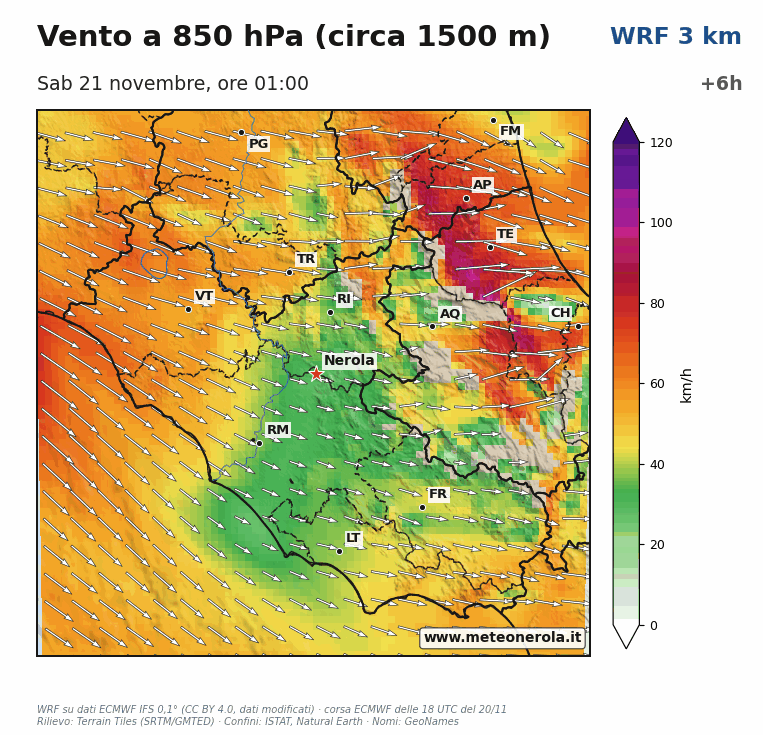 Vento a 850 hPa (circa 1500 m)
WRF 3 km
Sab 21 novembre, ore 01:00
+6h
FM
PG
AP
TE
TR
VT
RI
AQ
CH
Nerola
RM
FR
LT
www.meteonerola.it
120
100
80
60
40
20
0
km/h
WRF su dati ECMWF IFS 0,1° (CC BY 4.0, dati modificati) · corsa ECMWF delle 18 UTC del 20/11
Rilievo: Terrain Tiles (SRTM/GMTED) · Confini: ISTAT, Natural Earth · Nomi: GeoNames